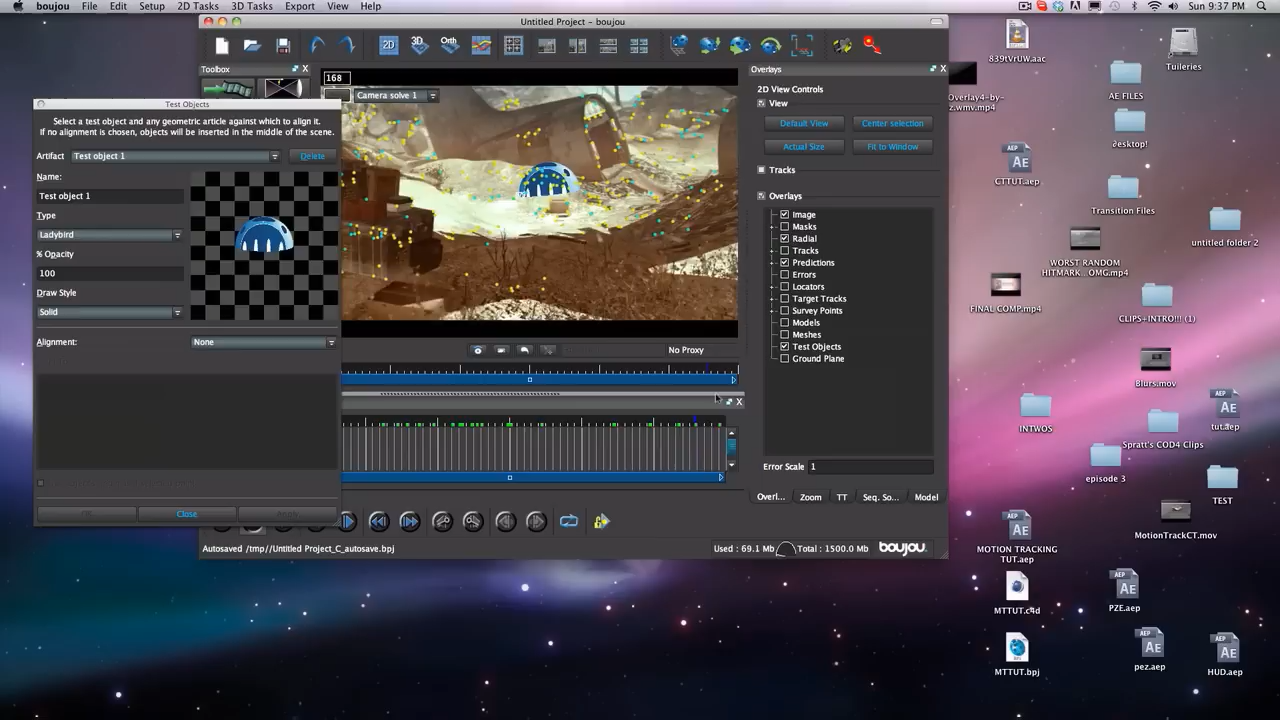 boujou File Edit Setup 2D Tasks 3D Tasks Export View Help
Sun 9:37 PM
Untitled Project - boujou
2D 3D Orth
Toolbox
168
Camera solve 1
Test Objects
Select a test object and any geometric article against which to align it.
If no alignment is chosen, objects will be inserted in the middle of the scene.
Artifact Test object 1 Delete
Name:
Test object 1
Type
Ladybird
% Opacity
100
Draw Style
Solid
Alignment: None
Close
No Proxy
Overlays
2D View Controls
View
Default View Center selection
Actual Size Fit to Window
Tracks
Overlays
Image
Masks
Radial
Tracks
Predictions
Errors
Locators
Target Tracks
Survey Points
Models
Meshes
Test Objects
Ground Plane
Error Scale 1
Overl... Zoom TT Seq. So... Model
Autosaved /tmp//Untitled Project_C_autosave.bpj
Used : 69.1 Mb Total : 1500.0 Mb boujou
839tVrUW.aac
Tuileries
Overlay4-by-
z.wmv.mp4
AE FILES
desktop!
CTTUT.aep
Transition Files
untitled folder 2
WORST RANDOM
HITMARK...OMG.mp4
FINAL COMP.mp4
CLIPS+INTRO!!! (1)
Blurs.mov
INTWOS
Spratt's COD4 Clips
tut.aep
episode 3
TEST
MotionTrackCT.mov
MOTION TRACKING
TUT.aep
MTTUT.c4d
PZE.aep
MTTUT.bpj
pez.aep
HUD.aep